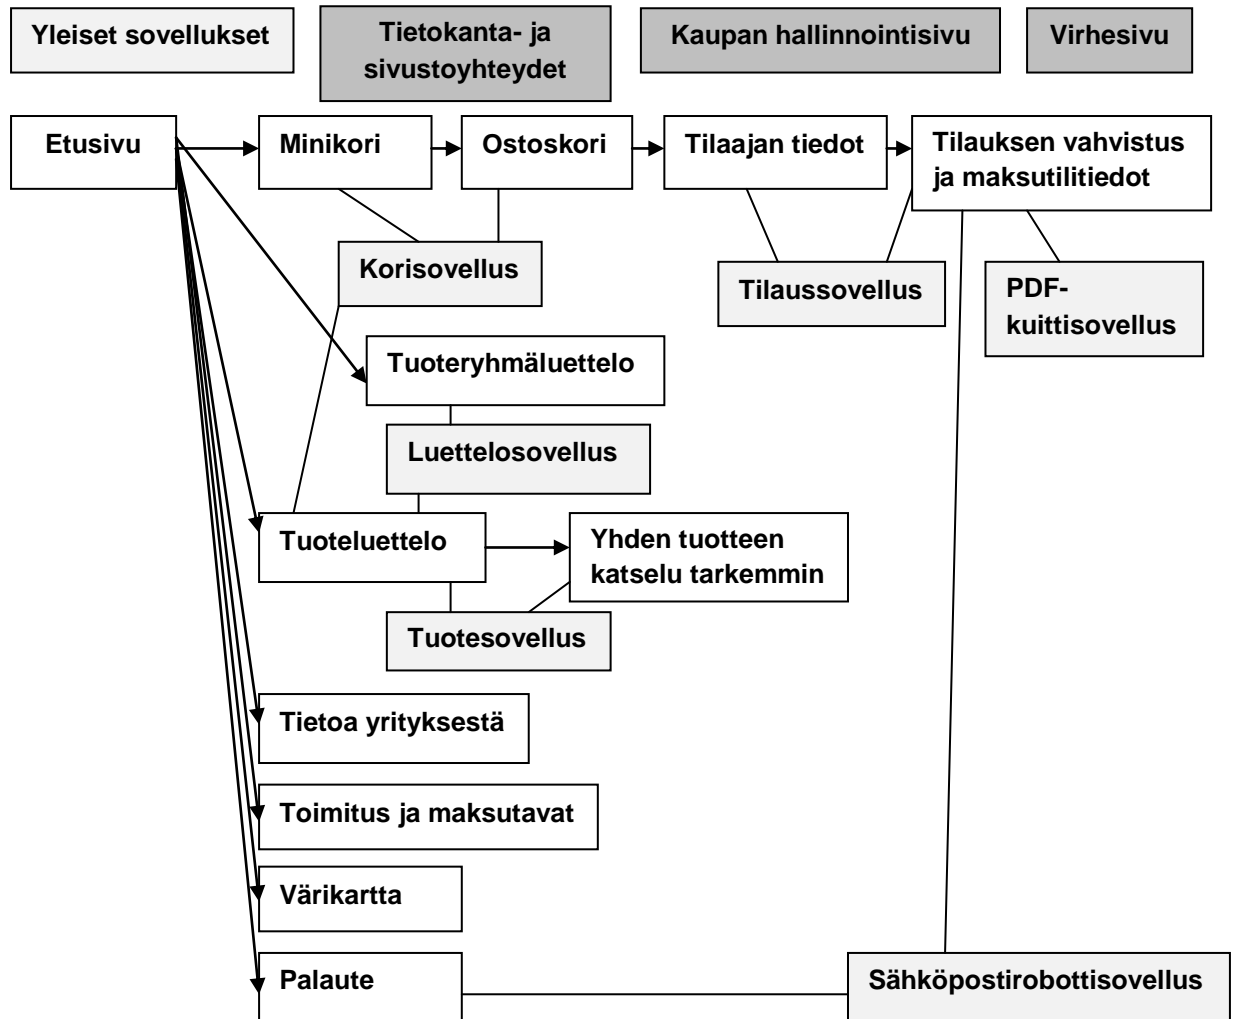 Yleiset sovellukset
Tietokanta- ja
sivustoyhteydet
Kaupan hallinnointisivu
Virhesivu
Etusivu
Minikori
Ostoskori
Tilaajan tiedot
Tilauksen vahvistus
ja maksutilitiedot
Korisovellus
Tilaussovellus
PDF-
kuittisovellus
Tuoteryhmäluettelo
Luettelosovellus
Tuoteluettelo
Yhden tuotteen
katselu tarkemmin
Tuotesovellus
Tietoa yrityksestä
Toimitus ja maksutavat
Värikartta
Palaute
Sähköpostirobottisovellus